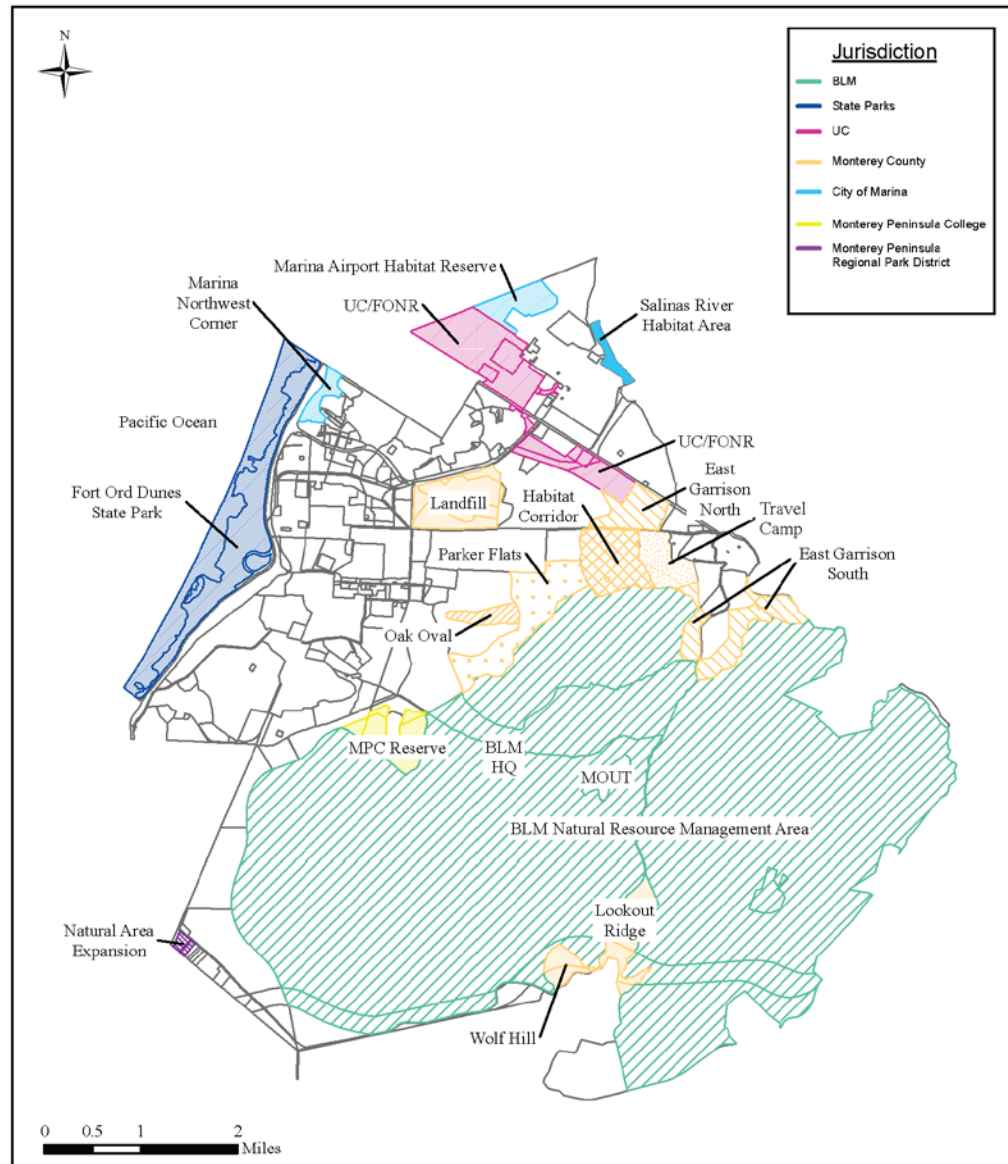 N
Jurisdiction
BLM
State Parks
UC
Monterey County
City of Marina
Monterey Peninsula College
Monterey Peninsula
Regional Park District
Marina Airport Habitat Reserve
Marina
Northwest
Corner
UC/FONR
Salinas River
Habitat Area
Pacific Ocean
UC/FONR
Fort Ord Dunes
State Park
Landfill
Habitat
Corridor
East
Garrison
North
Travel
Camp
Parker Flats
East Garrison
South
Oak Oval
MPC Reserve
BLM
HQ
MOUT
BLM Natural Resource Management Area
Lookout
Ridge
Natural Area
Expansion
Wolf Hill
0 0.5 1 2
Miles